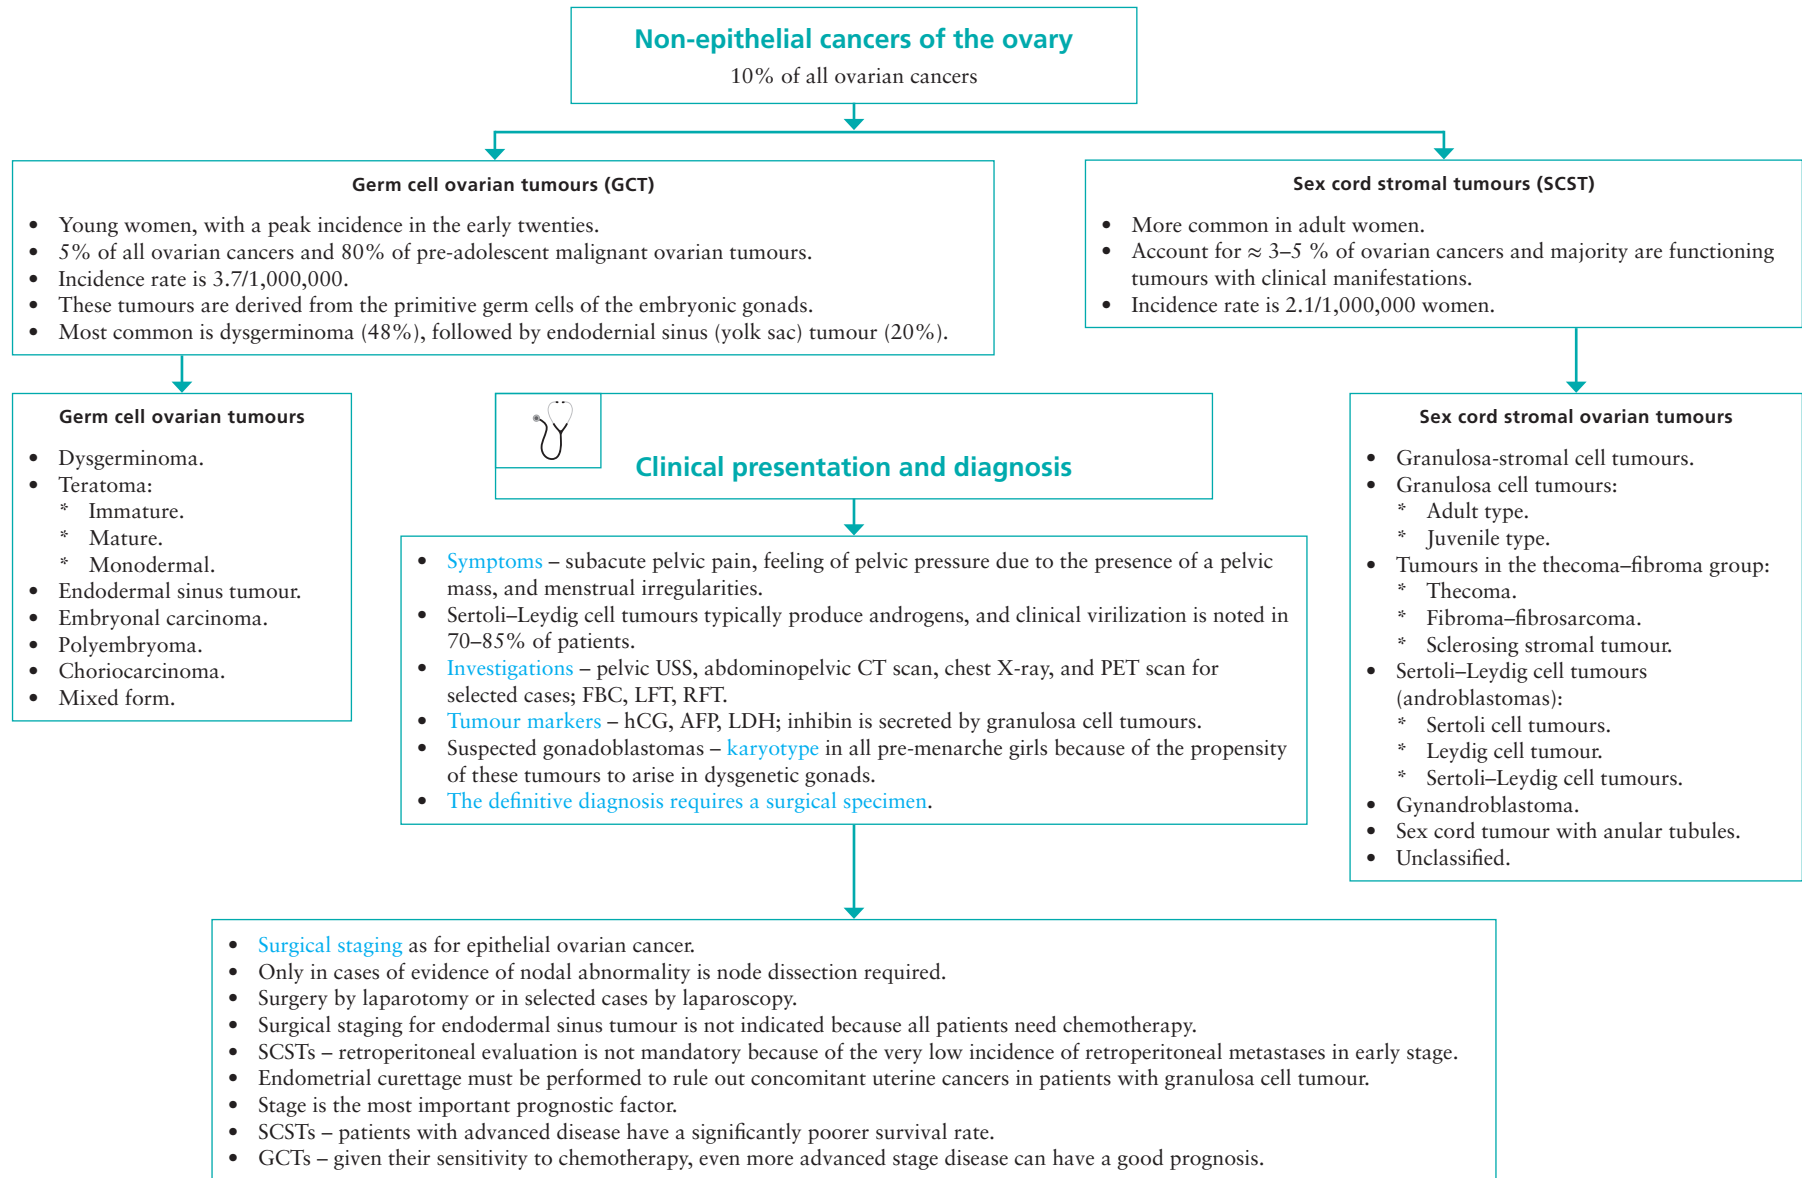 Non-epithelial cancers of the ovary
10% of all ovarian cancers
Germ cell ovarian tumours (GCT)
• Young women, with a peak incidence in the early twenties.
• 5% of all ovarian cancers and 80% of pre-adolescent malignant ovarian tumours.
• Incidence rate is 3.7/1,000,000.
• These tumours are derived from the primitive germ cells of the embryonic gonads.
• Most common is dysgerminoma (48%), followed by endodernial sinus (yolk sac) tumour (20%).
Sex cord stromal tumours (SCST)
• More common in adult women.
• Account for ≈ 3–5 % of ovarian cancers and majority are functioning
tumours with clinical manifestations.
• Incidence rate is 2.1/1,000,000 women.
Germ cell ovarian tumours
• Dysgerminoma.
• Teratoma:
* Immature.
* Mature.
* Monodermal.
• Endodermal sinus tumour.
• Embryonal carcinoma.
• Polyembryoma.
• Choriocarcinoma.
• Mixed form.
Clinical presentation and diagnosis
• Symptoms – subacute pelvic pain, feeling of pelvic pressure due to the presence of a pelvic
mass, and menstrual irregularities.
• Sertoli–Leydig cell tumours typically produce androgens, and clinical virilization is noted in
70–85% of patients.
• Investigations – pelvic USS, abdominopelvic CT scan, chest X-ray, and PET scan for
selected cases; FBC, LFT, RFT.
• Tumour markers – hCG, AFP, LDH; inhibin is secreted by granulosa cell tumours.
• Suspected gonadoblastomas – karyotype in all pre-menarche girls because of the propensity
of these tumours to arise in dysgenetic gonads.
• The definitive diagnosis requires a surgical specimen.
Sex cord stromal ovarian tumours
• Granulosa-stromal cell tumours.
• Granulosa cell tumours:
* Adult type.
* Juvenile type.
• Tumours in the thecoma–fibroma group:
* Thecoma.
* Fibroma–fibrosarcoma.
* Sclerosing stromal tumour.
• Sertoli–Leydig cell tumours
(androblastomas):
* Sertoli cell tumours.
* Leydig cell tumour.
* Sertoli–Leydig cell tumours.
• Gynandroblastoma.
• Sex cord tumour with anular tubules.
• Unclassified.
• Surgical staging as for epithelial ovarian cancer.
• Only in cases of evidence of nodal abnormality is node dissection required.
• Surgery by laparotomy or in selected cases by laparoscopy.
• Surgical staging for endodermal sinus tumour is not indicated because all patients need chemotherapy.
• SCSTs – retroperitoneal evaluation is not mandatory because of the very low incidence of retroperitoneal metastases in early stage.
• Endometrial curettage must be performed to rule out concomitant uterine cancers in patients with granulosa cell tumour.
• Stage is the most important prognostic factor.
• SCSTs – patients with advanced disease have a significantly poorer survival rate.
• GCTs – given their sensitivity to chemotherapy, even more advanced stage disease can have a good prognosis.